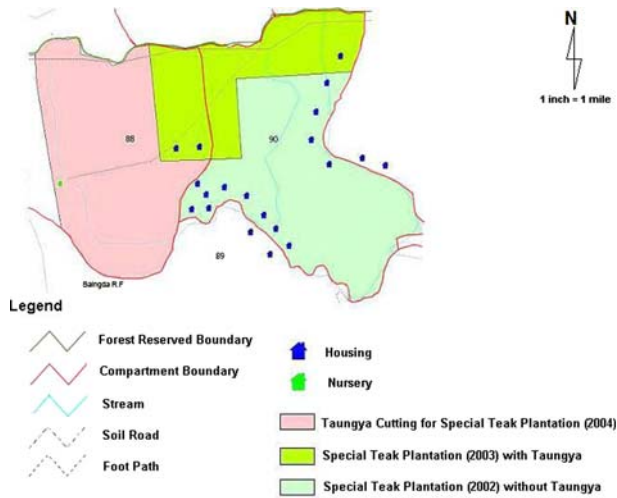 N
1 inch = 1 mile
88
90
89
Baingda R.F
Legend
Forest Reserved Boundary
Compartment Boundary
Stream
Soil Road
Foot Path
Housing
Nursery
Taungya Cutting for Special Teak Plantation (2004)
Special Teak Plantation (2003) with Taungya
Special Teak Plantation (2002) without Taungya